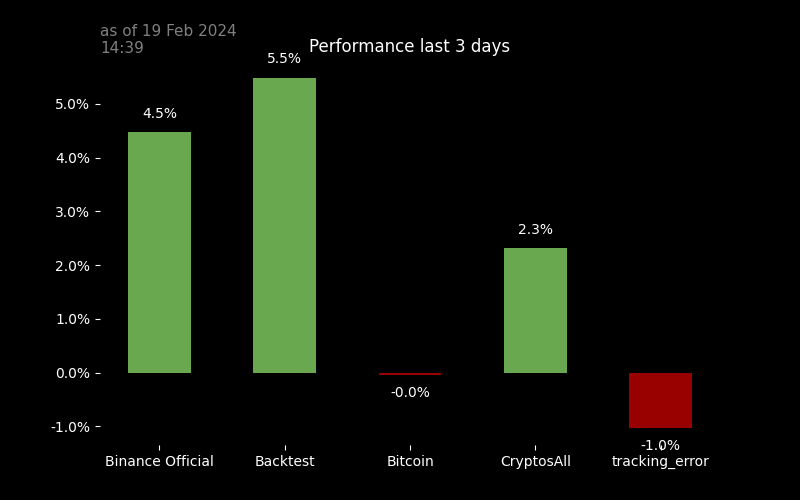 as of 19 Feb 2024
14:39
Performance last 3 days
5.5%
4.5%
2.3%
-0.0%
-1.0%
5.0%
4.0%
3.0%
2.0%
1.0%
0.0%
-1.0%
Binance Official
Backtest
Bitcoin
CryptosAll
tracking_error